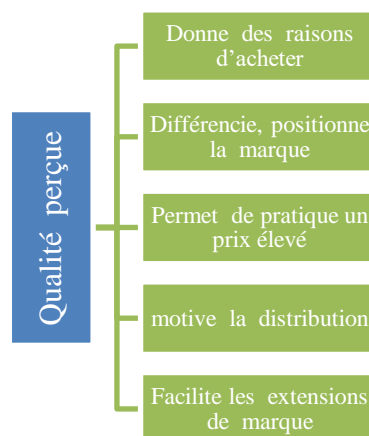 Qualité perçue
Donne des raisons
d'acheter
Différencie, positionne
la marque
Permet de pratique un
prix élevé
motive la distribution
Facilite les extensions
de marque